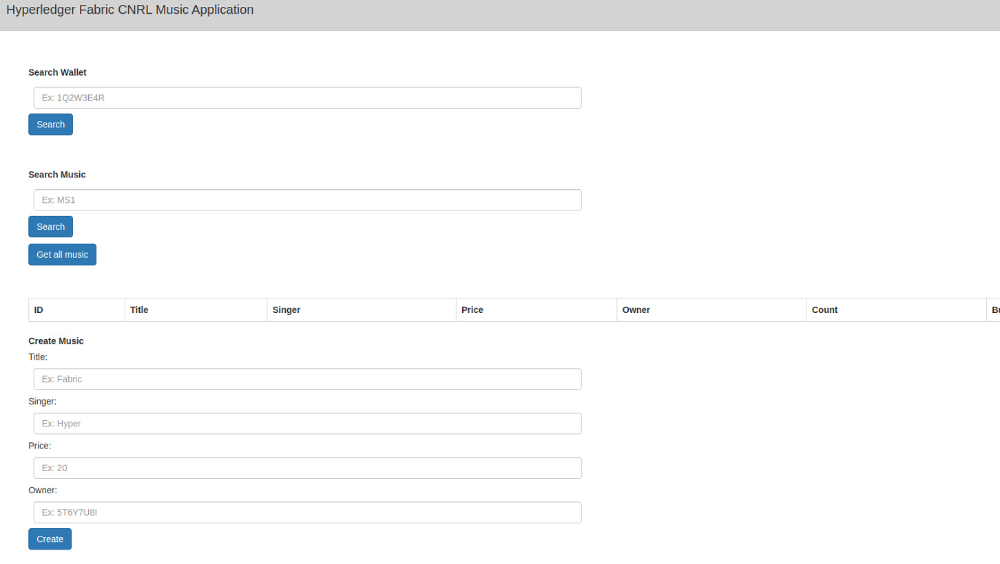 Hyperledger Fabric CNRL Music Application
Search Wallet
Ex: 1Q2W3E4R
Search
Search Music
Ex: MS1
Search
Get all music
ID Title Singer Price Owner Count
Create Music
Title:
Ex: Fabric
Singer:
Ex: Hyper
Price:
Ex: 20
Owner:
Ex: 5T6Y7U8I
Create